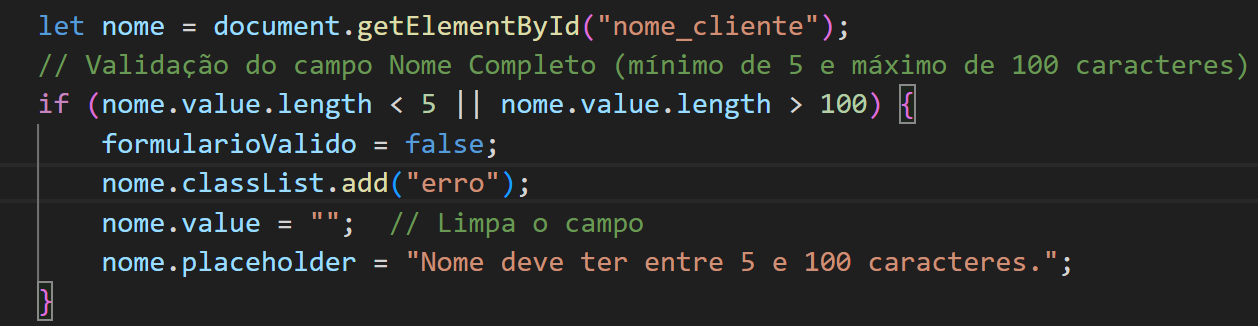 let nome = document.getElementById("nome_cliente");
// Validação do campo Nome Completo (mínimo de 5 e máximo de 100 caracteres)
if (nome.value.length < 5 || nome.value.length > 100) {
    formularioValido = false;
    nome.classList.add("erro");
    nome.value = "";  // Limpa o campo
    nome.placeholder = "Nome deve ter entre 5 e 100 caracteres.";
}